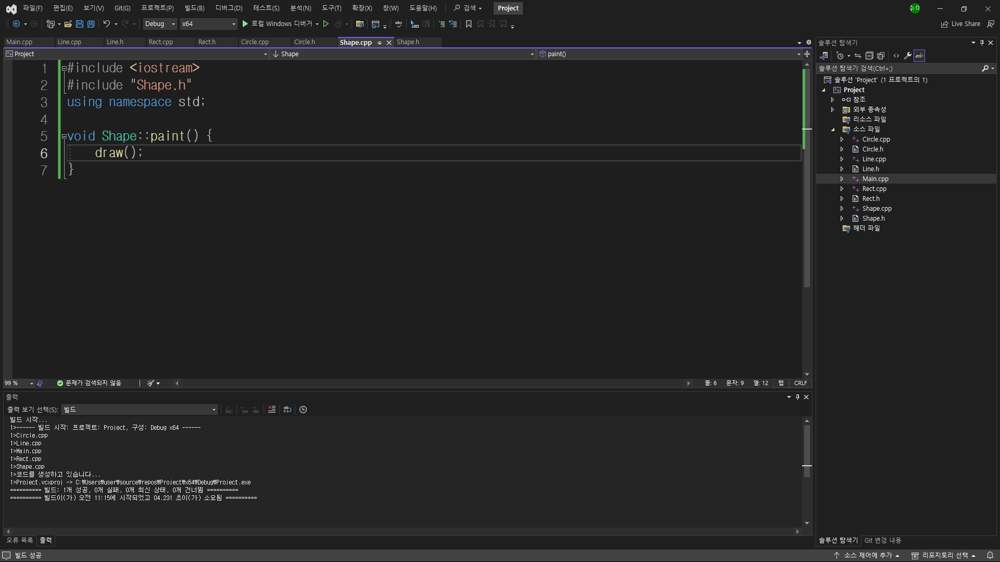 파일(F) 편집(E) 보기(V) Git(G) 프로젝트(P) 빌드(B) 디버그(D) 테스트(S) 분석(N) 도구(T) 확장(X) 창(W) 도움말(H) 검색 Project 수0
Debug x64 로컬 Windows 디버거 Live Share
Main.cpp Line.cpp Line.h Rect.cpp Rect.h Circle.cpp Circle.h Shape.cpp Shape.h
Project Shape paint()
1 #include <iostream>
2 #include "Shape.h"
3 using namespace std;
4
5 void Shape::paint() {
6 draw();
7 }
99 % 문제가 검색되지 않음 줄: 6 문자: 9 열: 12 탭 CRLF
출력
출력 보기 선택(S): 빌드
빌드 시작...
1>------ 빌드 시작: 프로젝트: Project, 구성: Debug x64 ------
1>Circle.cpp
1>Line.cpp
1>Main.cpp
1>Rect.cpp
1>Shape.cpp
1>코드를 생성하고 있습니다...
1>Project.vcxproj -> C:₩Users₩user₩source₩repos₩Project₩x64₩Debug₩Project.exe
========== 빌드: 1개 성공, 0개 실패, 0개 최신 상태, 0개 건너뜀 ==========
========== 빌드이(가) 오전 11:15에 시작되었고 04.231 초이(가) 소요됨 ==========
오류 목록 출력
솔루션 탐색기
솔루션 탐색기 검색(Ctrl+;)
솔루션 'Project' (1 프로젝트의 1)
Project
참조
외부 종속성
리소스 파일
소스 파일
Circle.cpp
Circle.h
Line.cpp
Line.h
Main.cpp
Rect.cpp
Rect.h
Shape.cpp
Shape.h
헤더 파일
솔루션 탐색기 Git 변경 내용
빌드 성공 소스 제어에 추가 리포지토리 선택